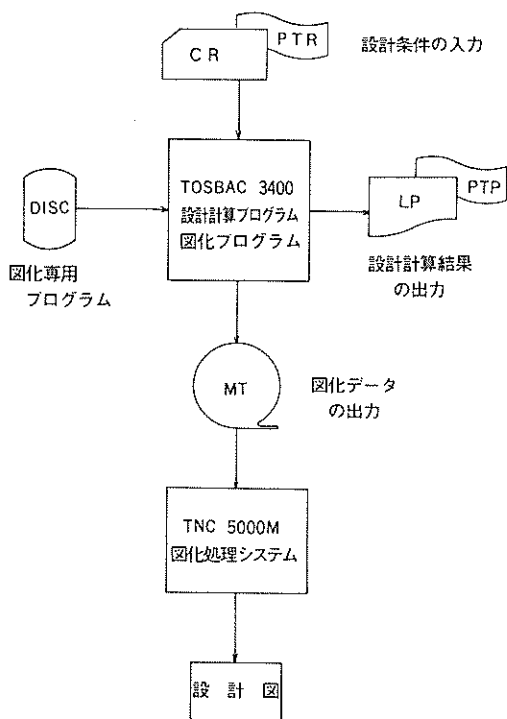 PTR
CR
設計条件の入力
TOSBAC 3400
設計計算プログラム
図化プログラム
DISC
図化専用
プログラム
LP
PTP
設計計算結果
の出力
MT
図化データ
の出力
TNC 5000M
図化処理システム
設計図